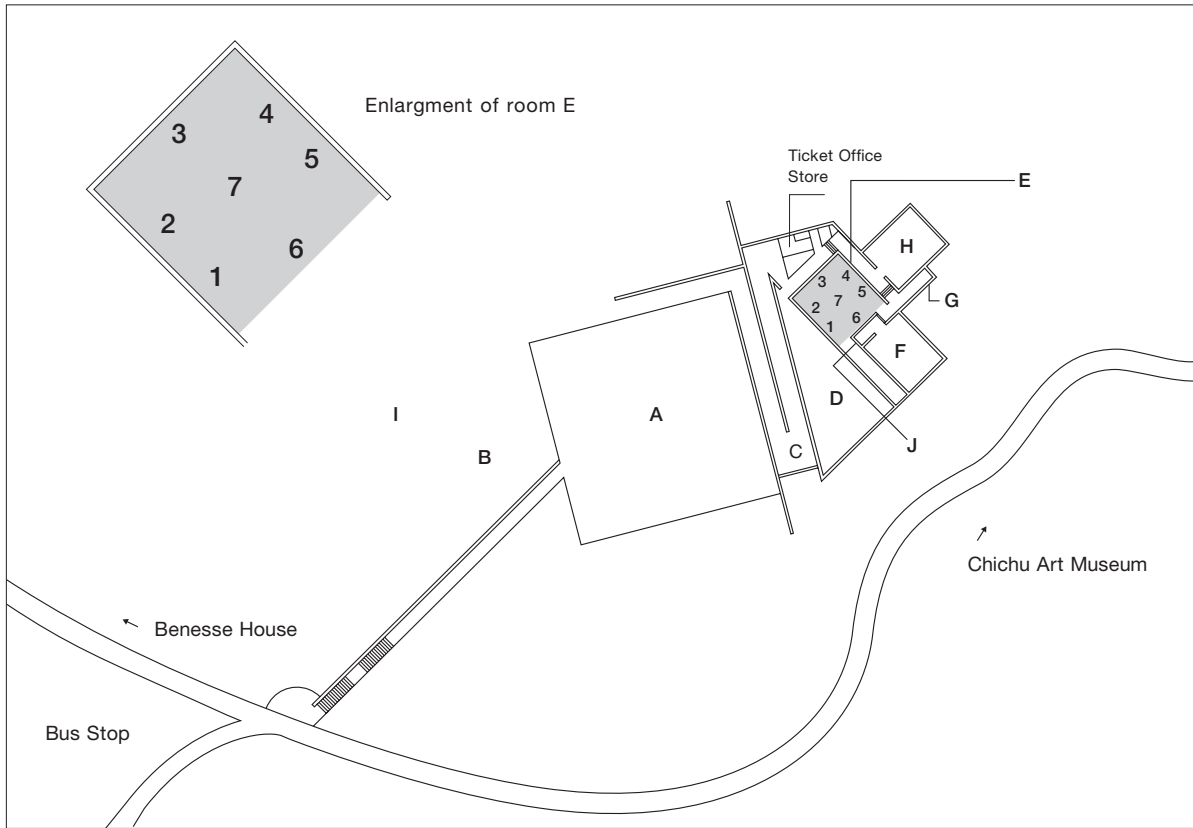 Enlargment of room E
3
4
5
7
2
6
1
Ticket Office
Store
E
H
G
F
3
4
5
2
7
6
1
D
J
C
A
I
B
Chichu Art Museum
Benesse House
Bus Stop